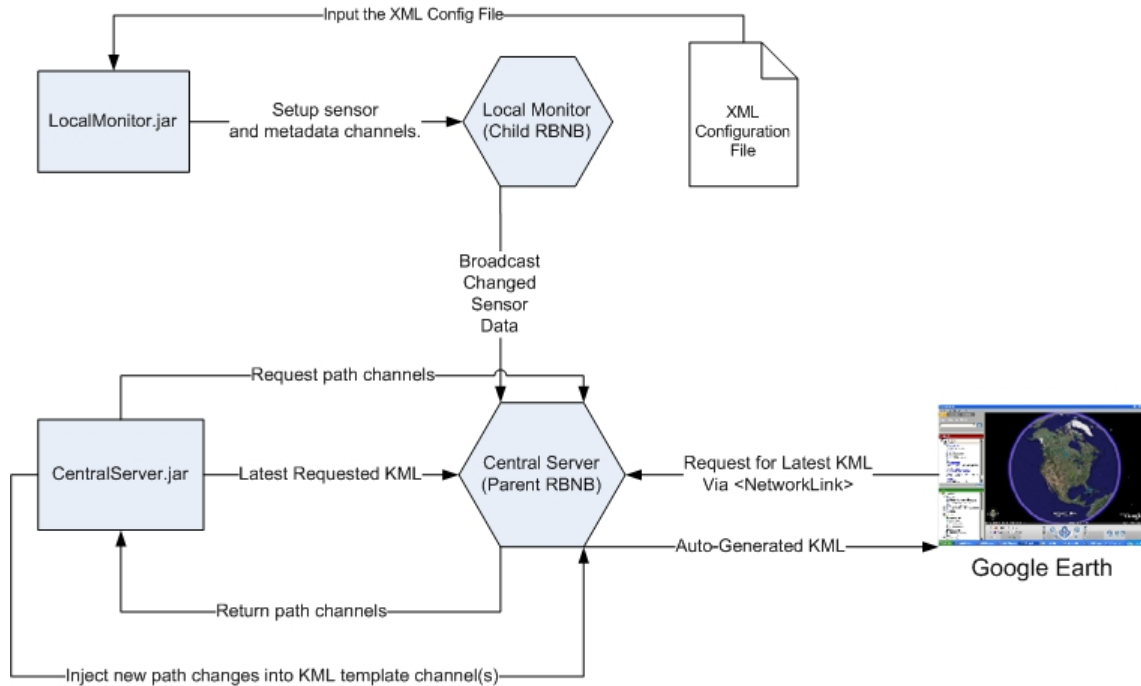 Input the XML Config File
LocalMonitor.jar
Setup sensor
and metadata channels.
Local Monitor
(Child RBNB)
XML
Configuration
File
Broadcast
Changed
Sensor
Data
Request path channels
CentralServer.jar
Latest Requested KML
Central Server
(Parent RBNB)
Request for Latest KML
Via <NetworkLink>
Auto-Generated KML
Google Earth
Return path channels
Inject new path changes into KML template channel(s)